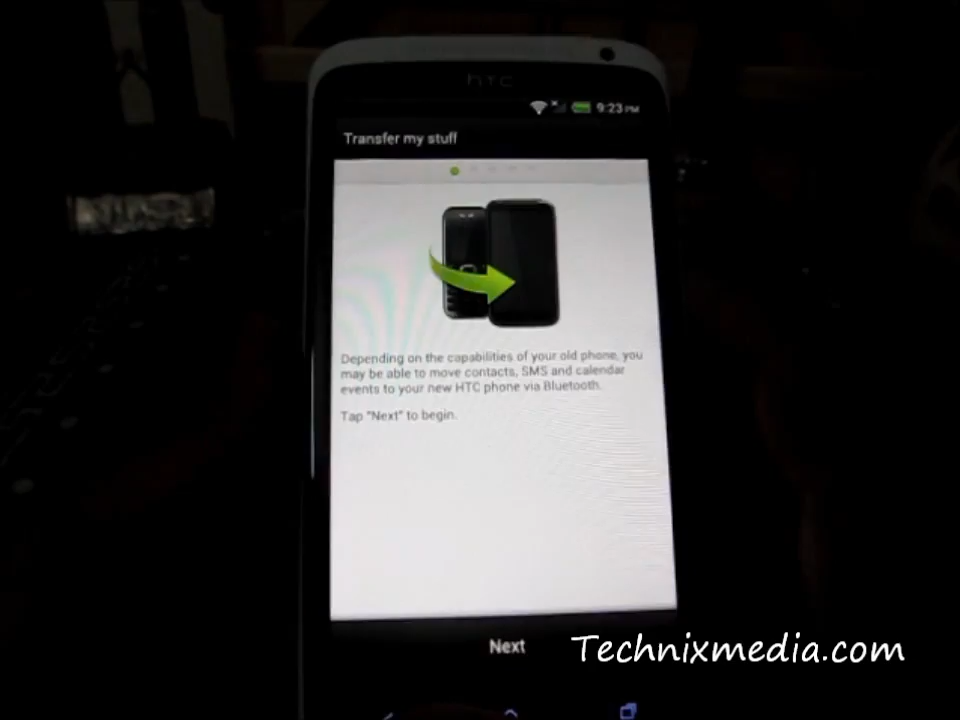 hTC
9:23 PM
Transfer my stuff
Depending on the capabilities of your old phone, you
may be able to move contacts, SMS and calendar
events to your new HTC phone via Bluetooth.
Tap "Next" to begin.
Next
Technixmedia.com